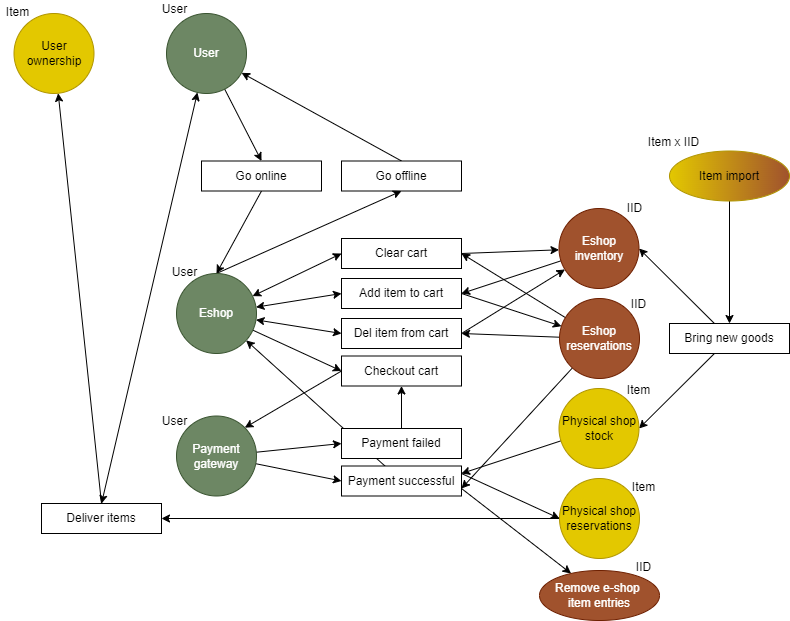 Item
User
User
ownership
User
Item x IID
Go online
Go offline
Item import
IID
Eshop
inventory
Clear cart
User
Eshop
Add item to cart
IID
Eshop
reservations
Del item from cart
Bring new goods
Checkout cart
Item
Physical shop
stock
User
Payment
gateway
Payment failed
Payment successful
Item
Physical shop
reservations
Deliver items
IID
Remove e-shop
item entries